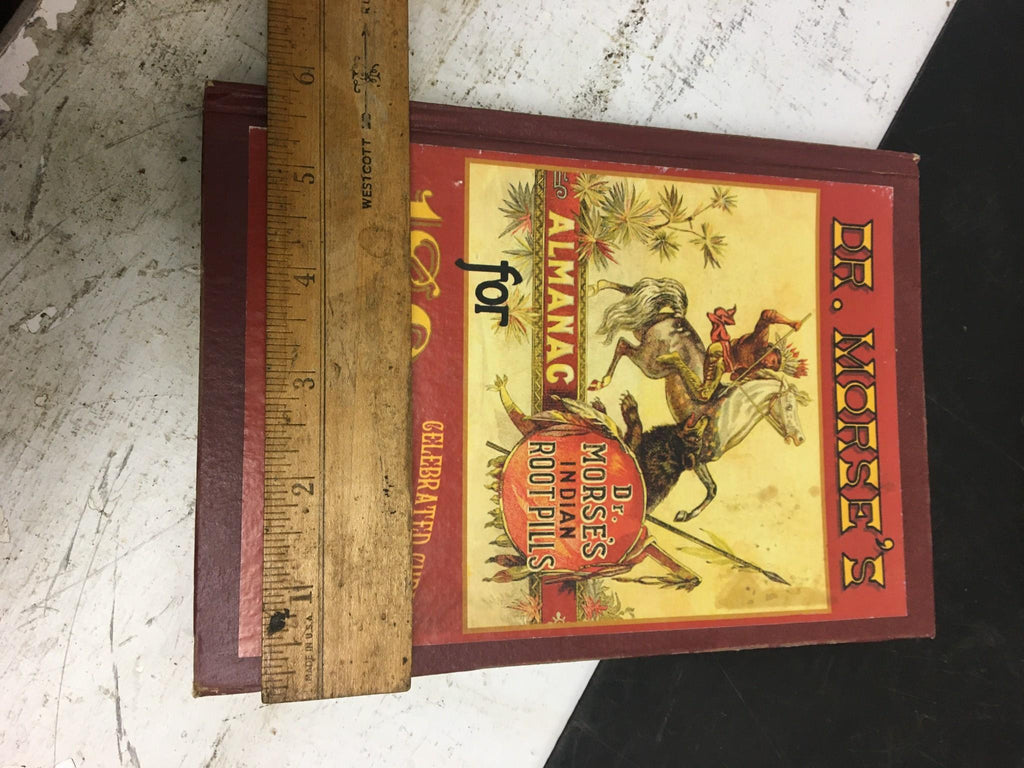 DR. MORSE'S
Dr.
MORSE'S
INDIAN
ROOT PILLS
ALMANAC
for
CELEBRATED
WESTCOTT
MADE IN U.S.A.
1
2
3
4
5
6